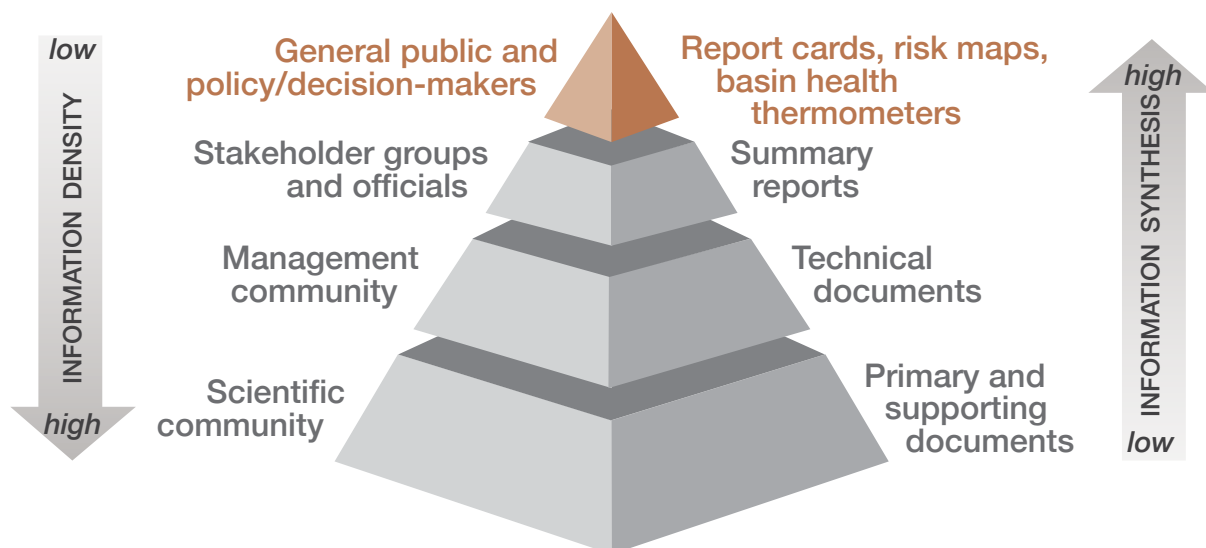 low
INFORMATION DENSITY
high
General public and
policy/decision-makers
Report cards, risk maps,
basin health
thermometers
Stakeholder groups
and officials
Summary
reports
Management
community
Technical
documents
Scientific
community
Primary and
supporting
documents
high
INFORMATION SYNTHESIS
low